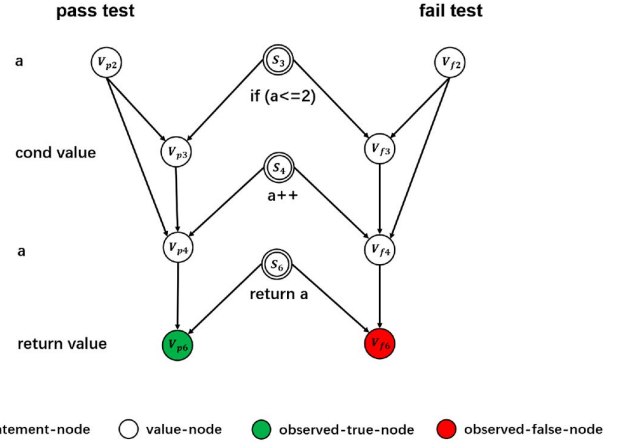 pass test fail test
a V_p2 S_3 V_f2
if (a<=2)
cond value V_p3 V_f3
S_4
a++
a V_p4 V_f4
S_6
return a
return value V_p6 V_f6
tement-node value-node observed-true-node observed-false-node